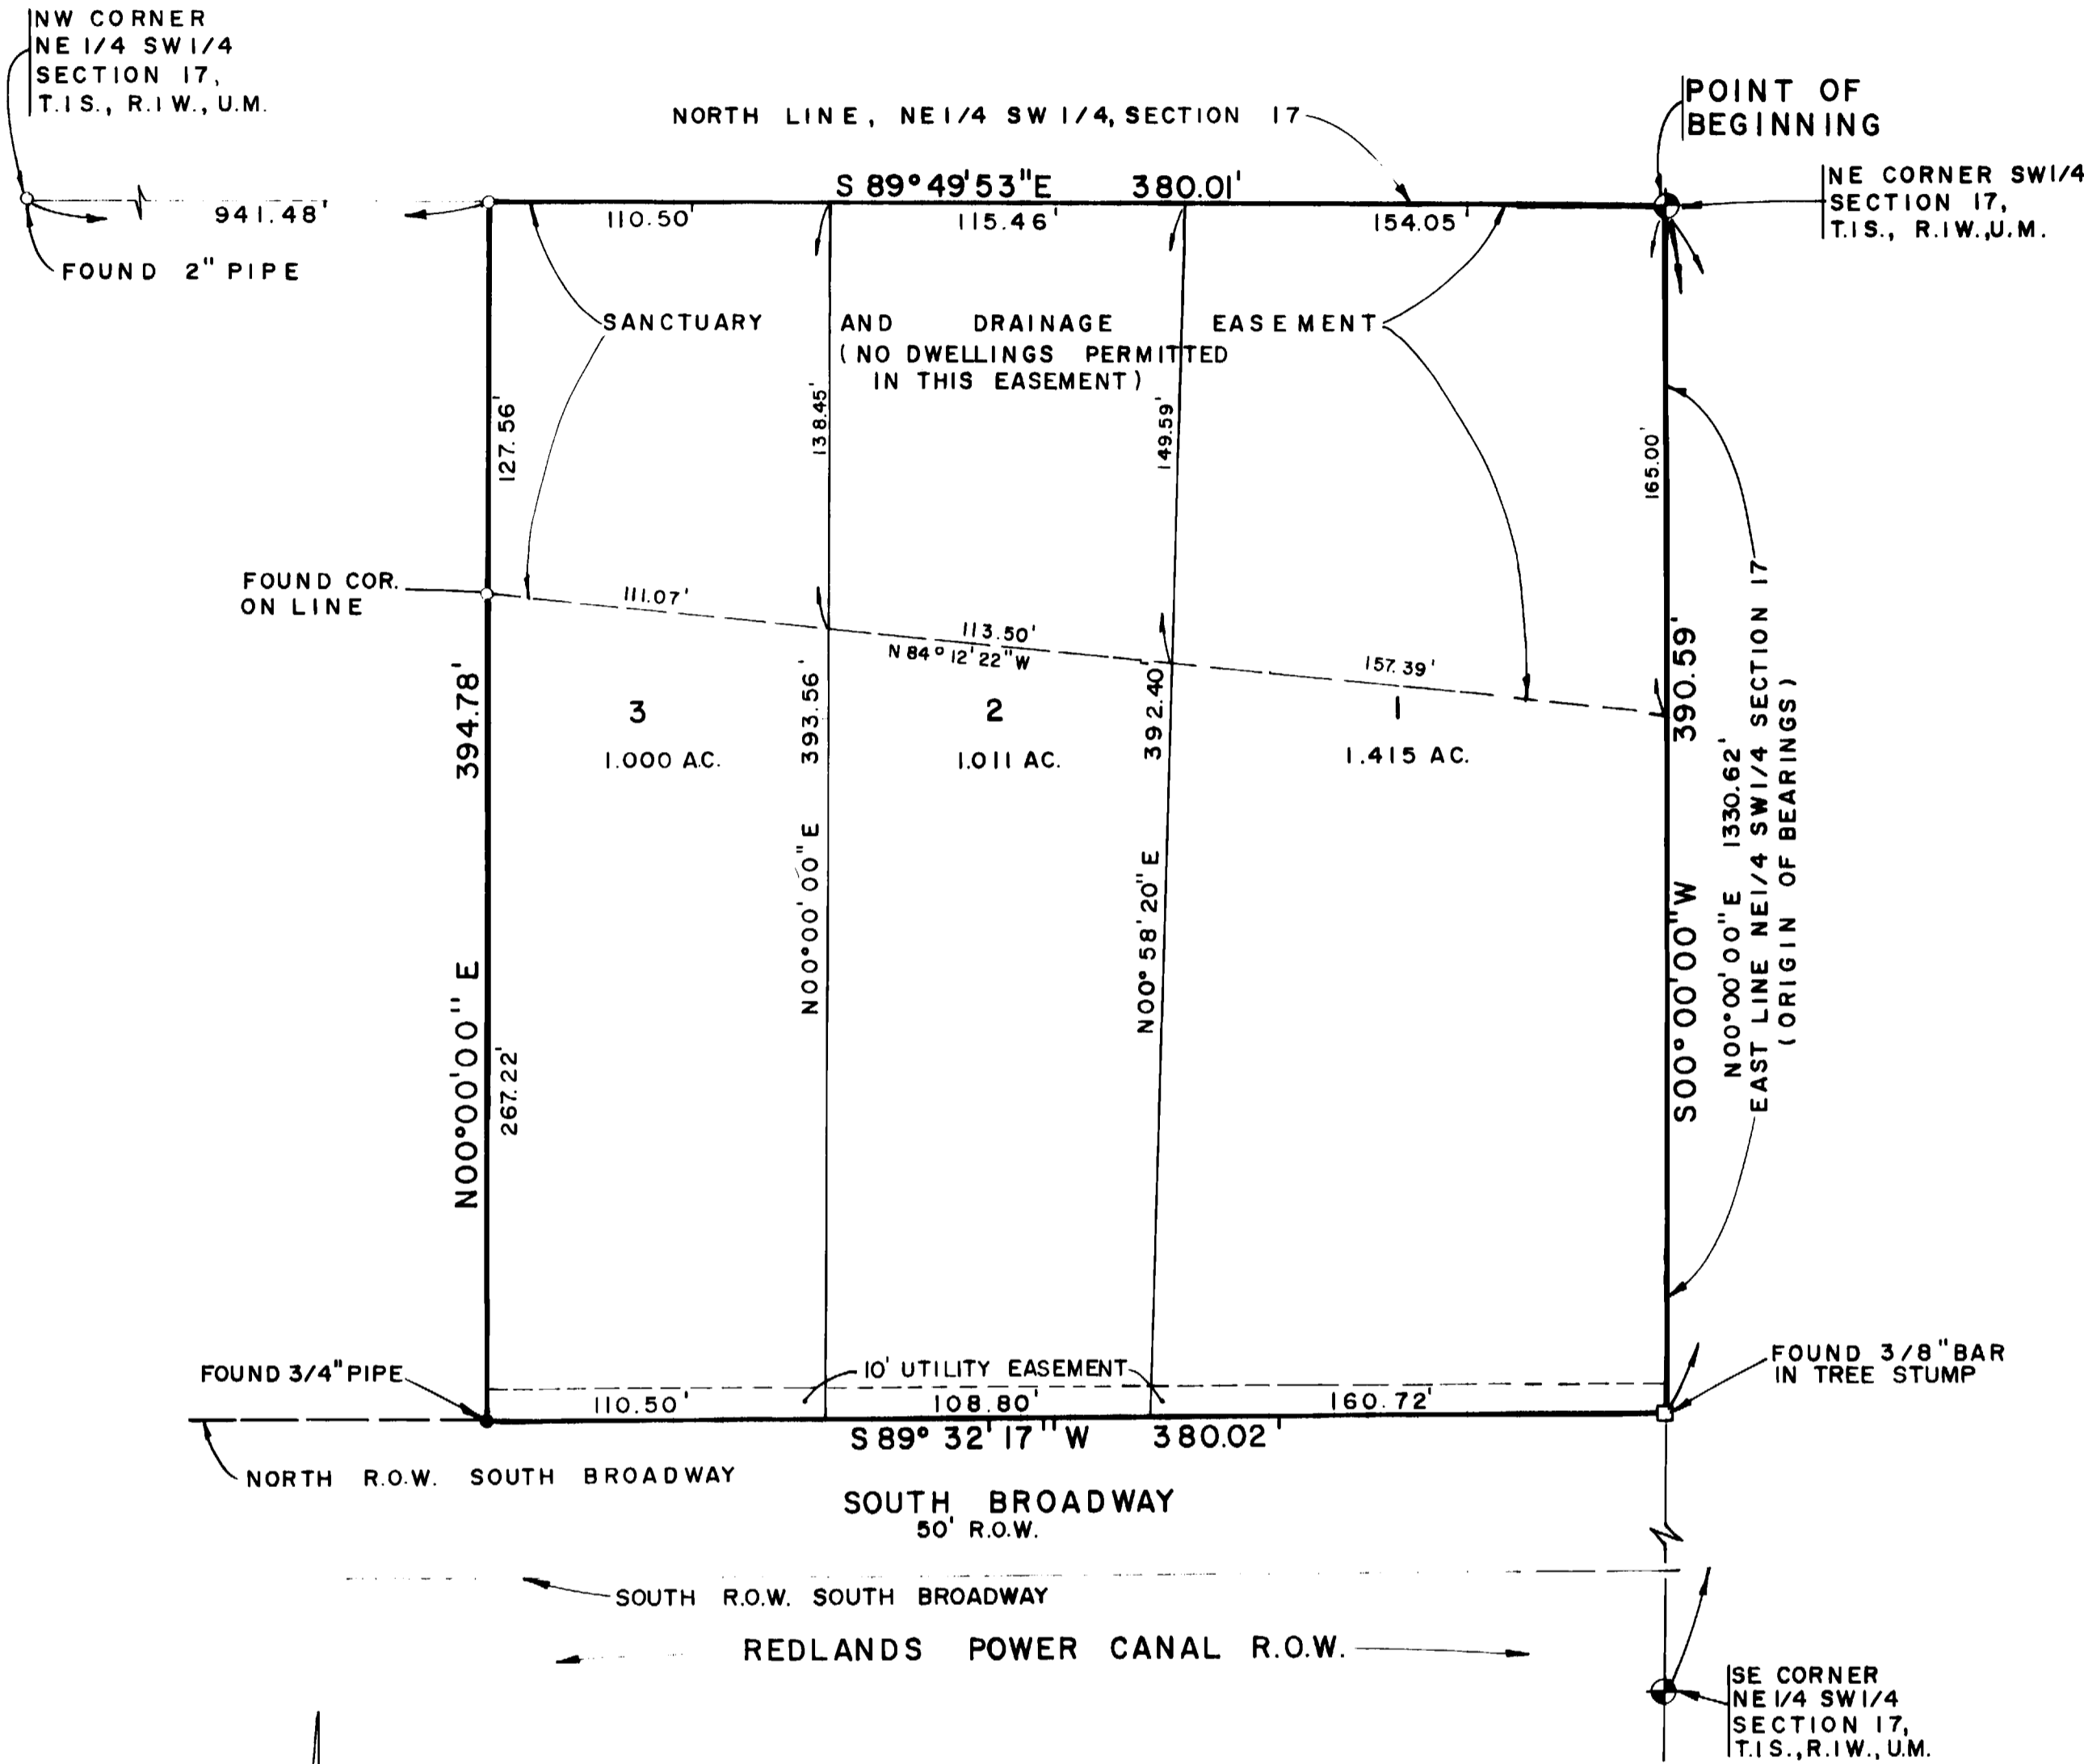 NW CORNER
NE 1/4 SW 1/4
SECTION 17,
T.1S., R.1W., U.M.
NORTH LINE, NE 1/4 SW 1/4, SECTION 17
POINT OF
BEGINNING
NE CORNER SW 1/4
SECTION 17,
T.1S., R.1W., U.M.
S 89°49'53"E 380.01'
941.48'
110.50'
115.46'
154.05'
FOUND 2" PIPE
SANCTUARY AND DRAINAGE EASEMENT
(NO DWELLINGS PERMITTED
IN THIS EASEMENT)
127.56'
138.45'
149.59'
165.00'
FOUND COR.
ON LINE
111.07'
113.50'
N 84° 12' 22" W
157.39'
394.78'
393.56'
392.40'
390.59'
3
1.000 AC.
2
1.011 AC.
1
1.415 AC.
N00°00'00" E
267.22'
N00°00'00" E
N00°58'20" E
S00°00'00" W
N00°00'00" E 1330.62'
EAST LINE NE 1/4 SW 1/4 SECTION 17
(ORIGIN OF BEARINGS)
FOUND 3/4" PIPE
10' UTILITY EASEMENT
FOUND 3/8" BAR
IN TREE STUMP
110.50'
108.80'
160.72'
S 89° 32' 17" W 380.02'
NORTH R.O.W. SOUTH BROADWAY
SOUTH BROADWAY
50' R.O.W.
SOUTH R.O.W. SOUTH BROADWAY
REDLANDS POWER CANAL R.O.W.
SE CORNER
NE 1/4 SW 1/4
SECTION 17,
T.1S., R.1W., U.M.